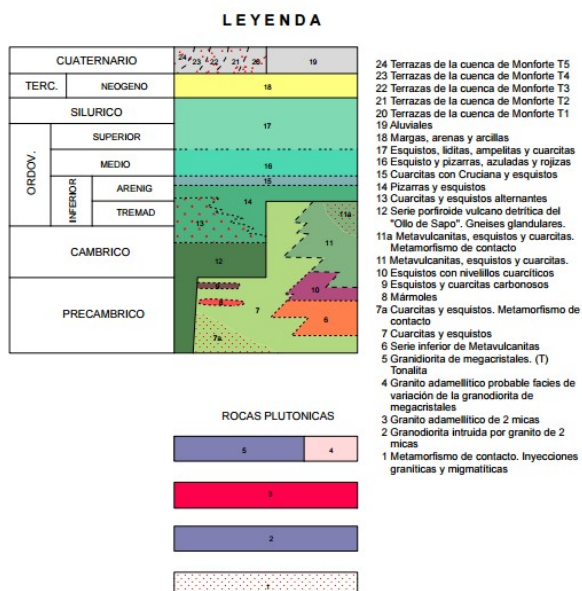 LEYENDA
CUATERNARIO
24 23 22 21 20
19
TERC. NEOGENO
18
SILURICO
17
ORDOV.
SUPERIOR
MEDIO
16
INFERIOR
ARENIG
15
14
TREMAD
13
11a
11
CAMBRICO
12
PRECAMBRICO
9
8
7
7a
10
6
24 Terrazas de la cuenca de Monforte T5
23 Terrazas de la cuenca de Monforte T4
22 Terrazas de la cuenca de Monforte T3
21 Terrazas de la cuenca de Monforte T2
20 Terrazas de la cuenca de Monforte T1
19 Aluviales
18 Margas, arenas y arcillas
17 Esquistos, liditas, ampelitas y cuarcitas
16 Esquisto y pizarras, azuladas y rojizas
15 Cuarcitas con Cruciana y esquistos
14 Pizarras y esquistos
13 Cuarcitas y esquistos alternantes
12 Serie porfiroide vulcano detrítica del
"Ollo de Sapo". Gneises glandulares.
11a Metavulcanitas, esquistos y cuarcitas.
Metamorfismo de contacto
11 Metavulcanitas, esquistos y cuarcitas.
10 Esquistos con nivelillos cuarcíticos
9 Esquistos y cuarcitas carbonosos
8 Mármoles
7a Cuarcitas y esquistos. Metamorfismo de
contacto
7 Cuarcitas y esquistos
6 Serie inferior de Metavulcanitas
5 Granidiorita de megacristales. (T)
Tonalita
4 Granito adamellítico probable facies de
variación de la granodiorita de
megacristales
3 Granito adamellítico de 2 micas
2 Granodiorita intruida por granito de 2
micas
1 Metamorfismo de contacto. Inyecciones
graníticas y migmatíticas
ROCAS PLUTONICAS
5 4
3
2
1